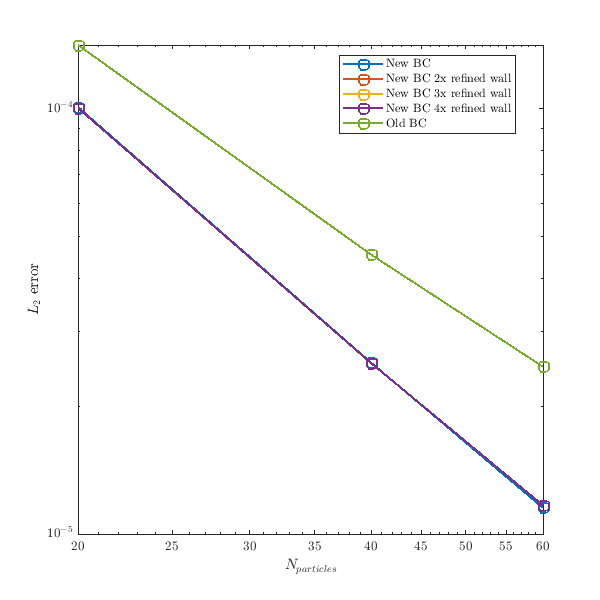 New BC
New BC 2x refined wall
New BC 3x refined wall
New BC 4x refined wall
Old BC
10⁻⁴
L₂ error
10⁻⁵
20 25 30 35 40 45 50 55 60
N_particles